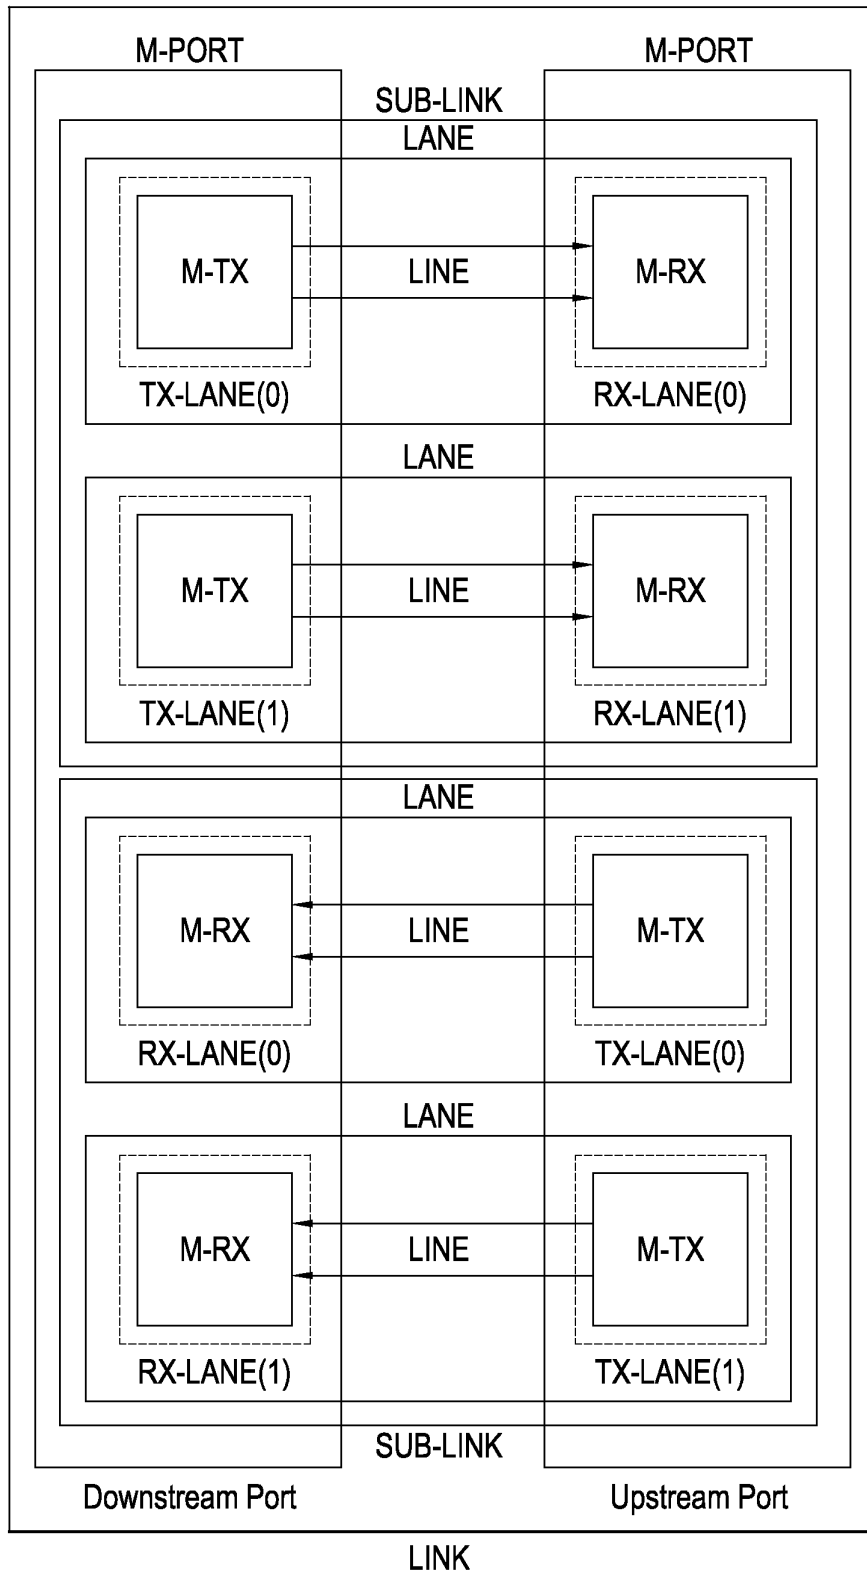 M-PORT M-PORT
SUB-LINK
LANE
M-TX LINE M-RX
TX-LANE(0) RX-LANE(0)
LANE
M-TX LINE M-RX
TX-LANE(1) RX-LANE(1)
LANE
M-RX LINE M-TX
RX-LANE(0) TX-LANE(0)
LANE
M-RX LINE M-TX
RX-LANE(1) TX-LANE(1)
SUB-LINK
Downstream Port Upstream Port
LINK